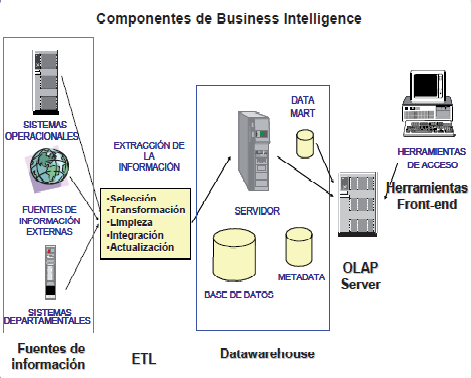 Componentes de Business Intelligence
SISTEMAS
OPERACIONALES
FUENTES DE
INFORMACIÓN
EXTERNAS
SISTEMAS
DEPARTAMENTALES
Fuentes de
información
EXTRACCIÓN DE
LA
INFORMACIÓN
•Selección
•Transformación
•Limpieza
•Integración
•Actualización
ETL
DATA
MART
SERVIDOR
BASE DE DATOS
METADATA
Datawarehouse
OLAP
Server
HERRAMIENTAS
DE ACCESO
Herramientas
Front-end